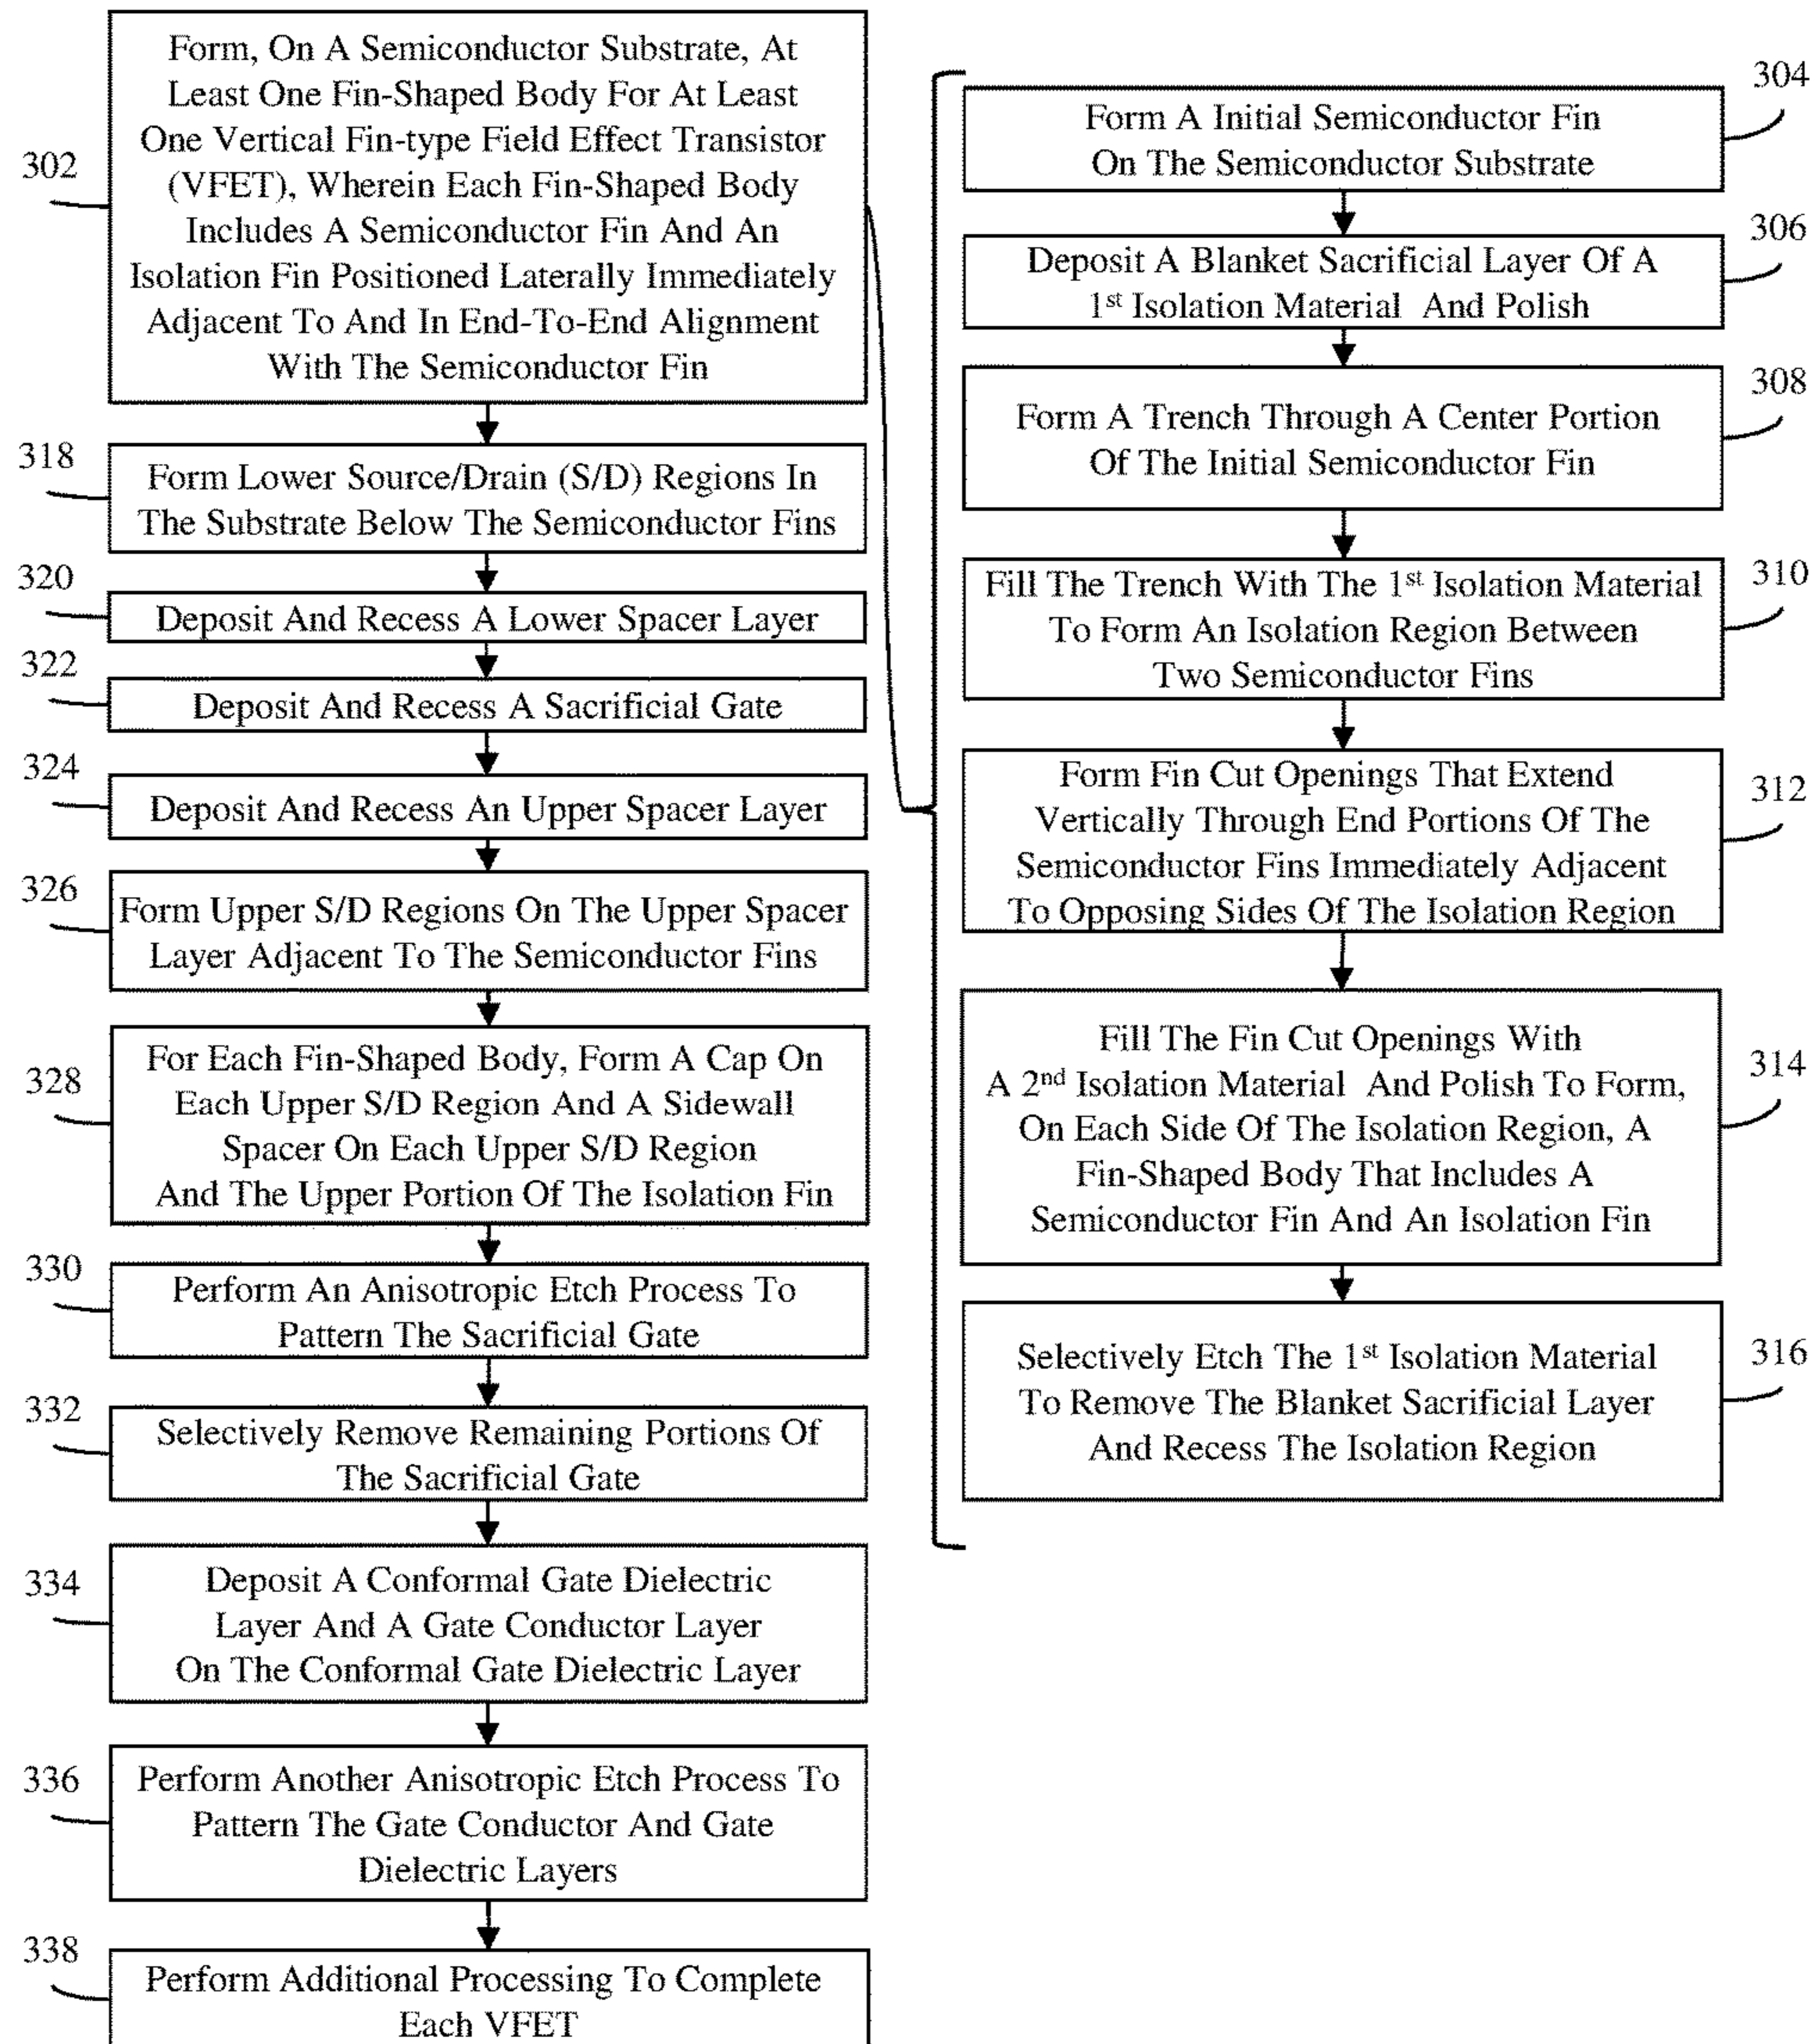 302
Form, On A Semiconductor Substrate, At
Least One Fin-Shaped Body For At Least
One Vertical Fin-type Field Effect Transistor
(VFET), Wherein Each Fin-Shaped Body
Includes A Semiconductor Fin And An
Isolation Fin Positioned Laterally Immediately
Adjacent To And In End-To-End Alignment
With The Semiconductor Fin
318
Form Lower Source/Drain (S/D) Regions In
The Substrate Below The Semiconductor Fins
320
Deposit And Recess A Lower Spacer Layer
322
Deposit And Recess A Sacrificial Gate
324
Deposit And Recess An Upper Spacer Layer
326
Form Upper S/D Regions On The Upper Spacer
Layer Adjacent To The Semiconductor Fins
328
For Each Fin-Shaped Body, Form A Cap On
Each Upper S/D Region And A Sidewall
Spacer On Each Upper S/D Region
And The Upper Portion Of The Isolation Fin
330
Perform An Anisotropic Etch Process To
Pattern The Sacrificial Gate
332
Selectively Remove Remaining Portions Of
The Sacrificial Gate
334
Deposit A Conformal Gate Dielectric
Layer And A Gate Conductor Layer
On The Conformal Gate Dielectric Layer
336
Perform Another Anisotropic Etch Process To
Pattern The Gate Conductor And Gate
Dielectric Layers
338
Perform Additional Processing To Complete
Each VFET
304
Form A Initial Semiconductor Fin
On The Semiconductor Substrate
306
Deposit A Blanket Sacrificial Layer Of A
1st Isolation Material And Polish
308
Form A Trench Through A Center Portion
Of The Initial Semiconductor Fin
310
Fill The Trench With The 1st Isolation Material
To Form An Isolation Region Between
Two Semiconductor Fins
312
Form Fin Cut Openings That Extend
Vertically Through End Portions Of The
Semiconductor Fins Immediately Adjacent
To Opposing Sides Of The Isolation Region
314
Fill The Fin Cut Openings With
A 2nd Isolation Material And Polish To Form,
On Each Side Of The Isolation Region, A
Fin-Shaped Body That Includes A
Semiconductor Fin And An Isolation Fin
316
Selectively Etch The 1st Isolation Material
To Remove The Blanket Sacrificial Layer
And Recess The Isolation Region